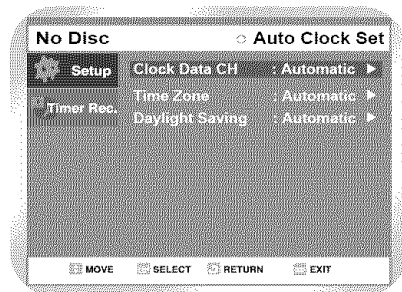 No Disc Auto Clock Set
Setup Clock Data CH : Automatic ►
Time Zone : Automatic ►
Timer Rec.
Daylight Saving : Automatic ►
MOVE SELECT RETURN EXIT